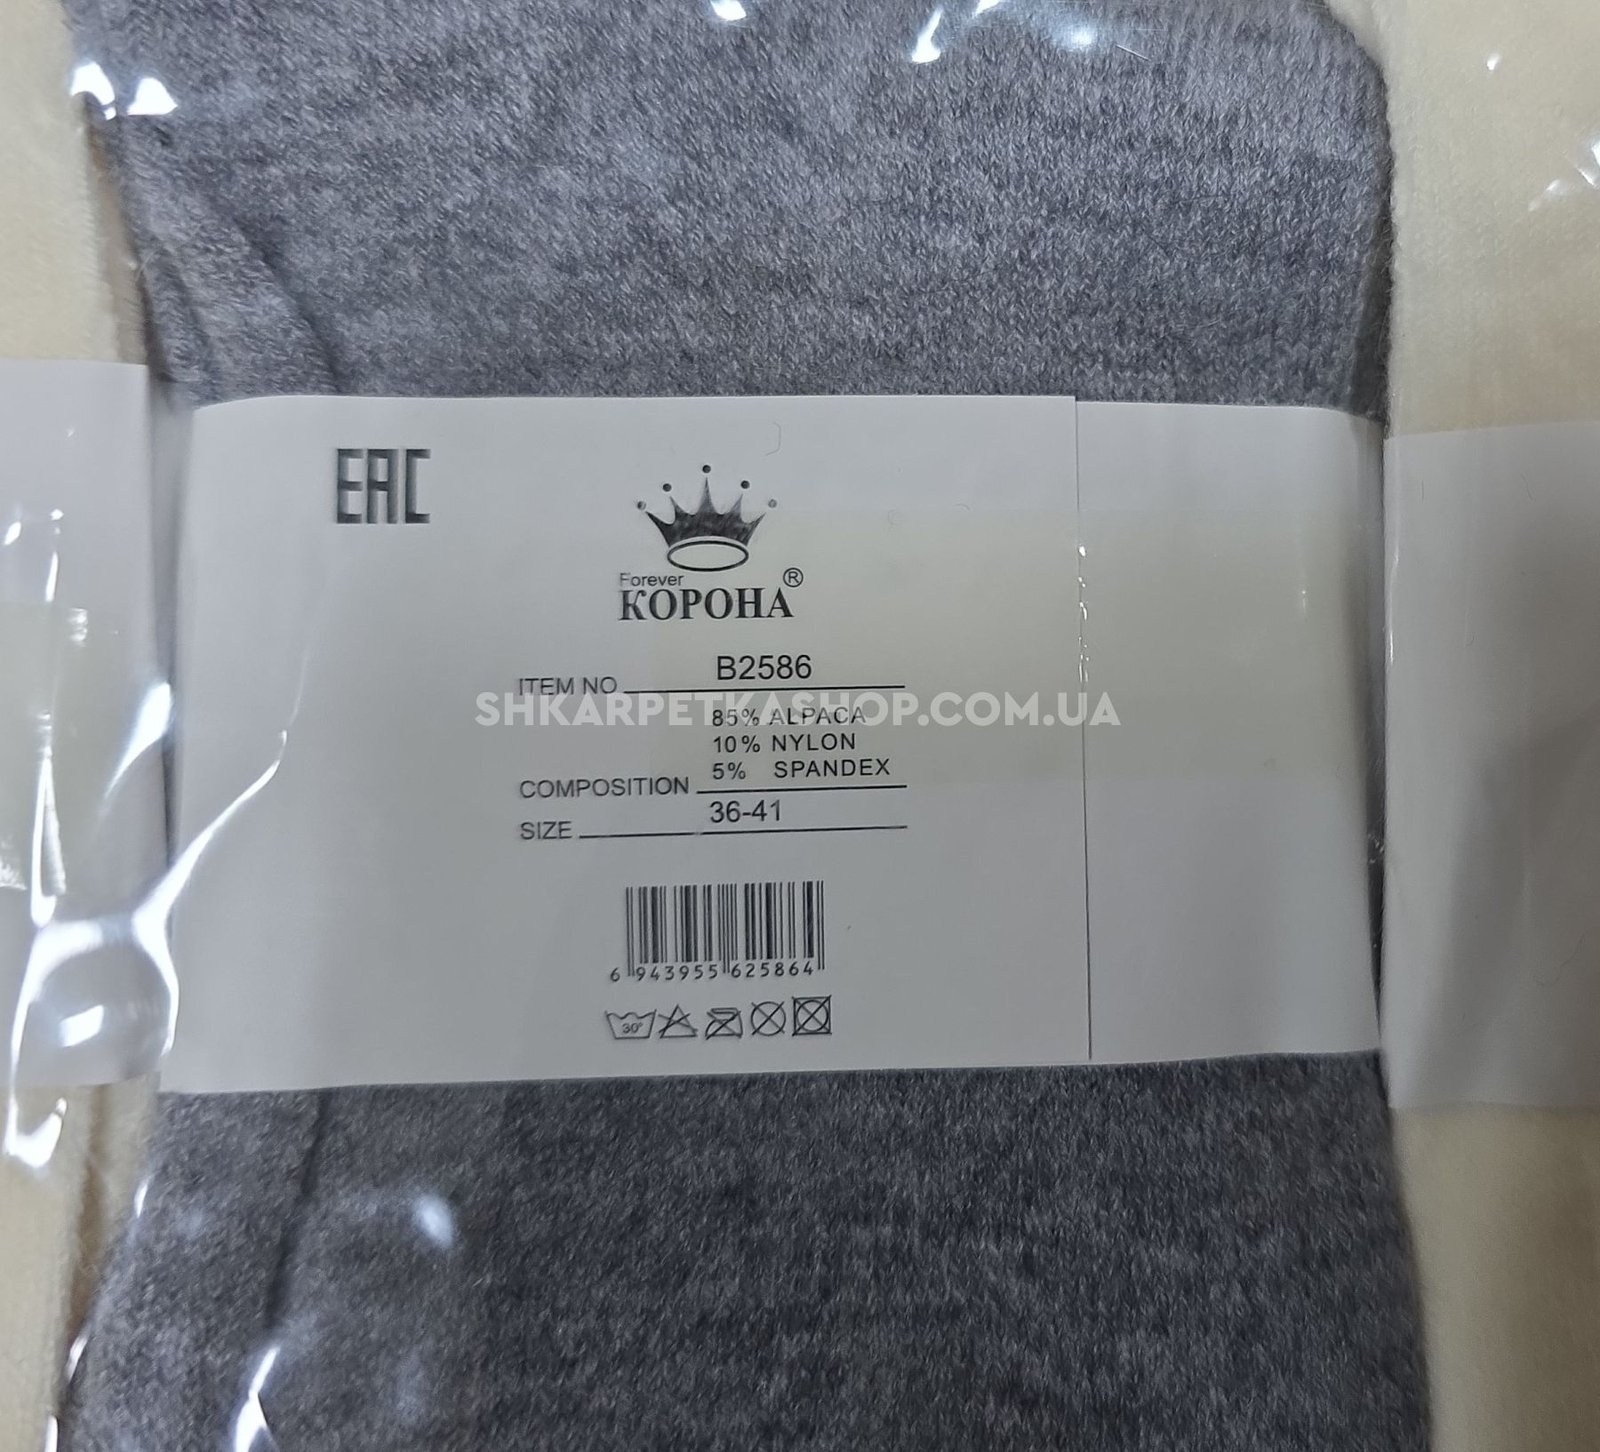 EAC
Forever
КОРОНА®
ITEM NO B2586
SHKARPETKASHOP.COM.UA
85% ALPACA
10% NYLON
COMPOSITION 5% SPANDEX
SIZE 36-41
6 943955 625864
30°